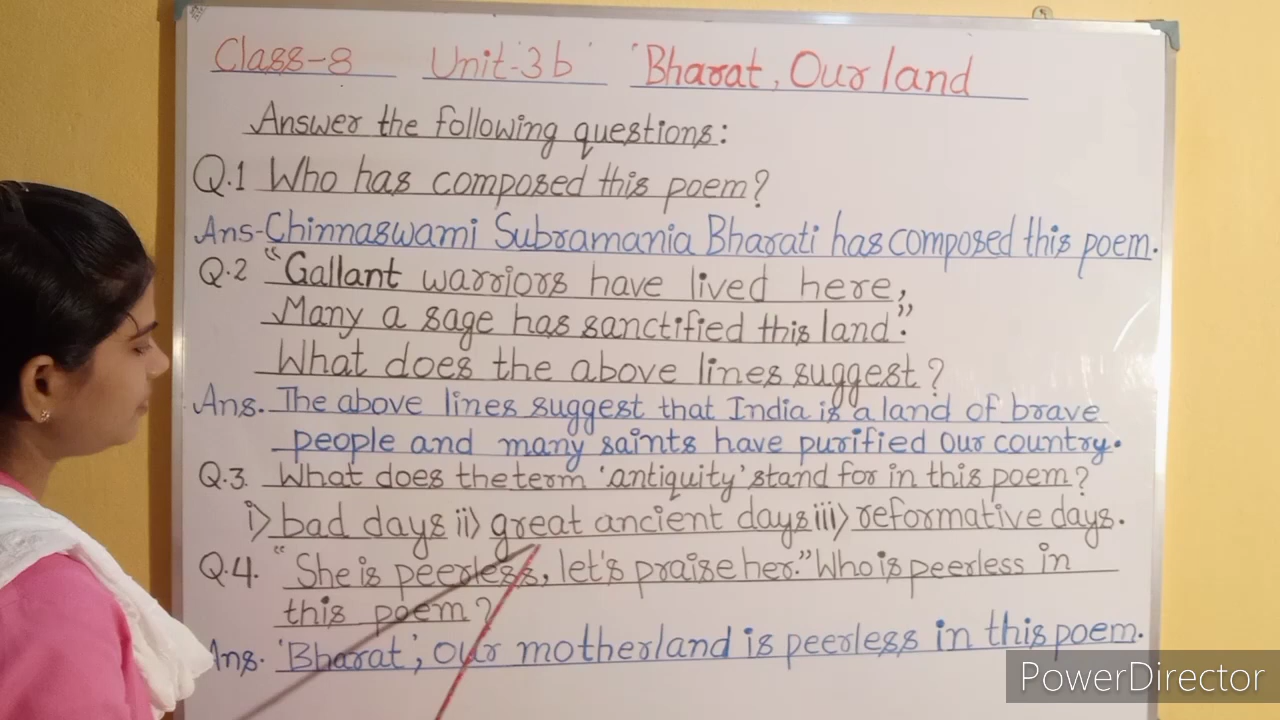 Class-8 Unit-3b 'Bharat, Our land
Answer the following questions:
Q.1 Who has composed this poem?
Ans-Chinnaswami Subramania Bharati has composed this poem.
Q.2 "Gallant warriors have lived here,
Many a sage has sanctified this land."
What does the above lines suggest?
Ans. The above lines suggest that India is a land of brave
people and many saints have purified our country.
Q.3. What does the term 'antiquity' stand for in this poem?
i) bad days ii) great ancient days iii) reformative days.
Q.4. "She is peerless, let's praise her." Who is peerless in
this poem?
Ans. 'Bharat', our motherland is peerless in this poem.
PowerDirector